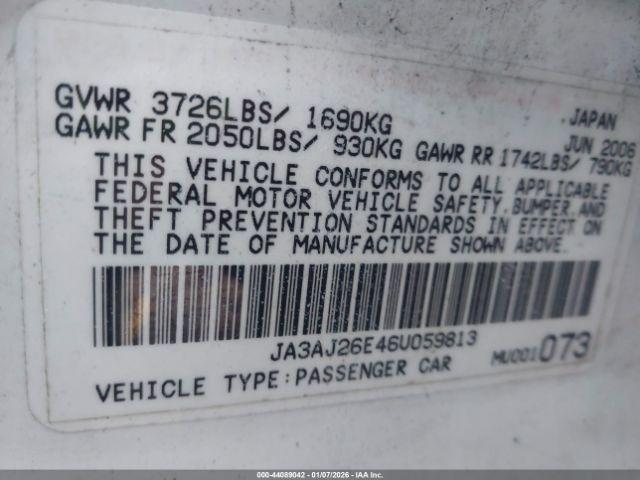 JAPAN
GVWR 3726LBS/ 1690KG JUN 2006
GAWR FR 2050LBS/ 930KG GAWR RR 1742LBS/ 790KG
THIS VEHICLE CONFORMS TO ALL APPLICABLE
FEDERAL MOTOR VEHICLE SAFETY, BUMPER, AND
THEFT PREVENTION STANDARDS IN EFFECT ON
THE DATE OF MANUFACTURE SHOWN ABOVE.
JA3AJ26E46U059813
VEHICLE TYPE:PASSENGER CAR MU001073
000-44089042 - 01/07/2026 - IAA Inc.